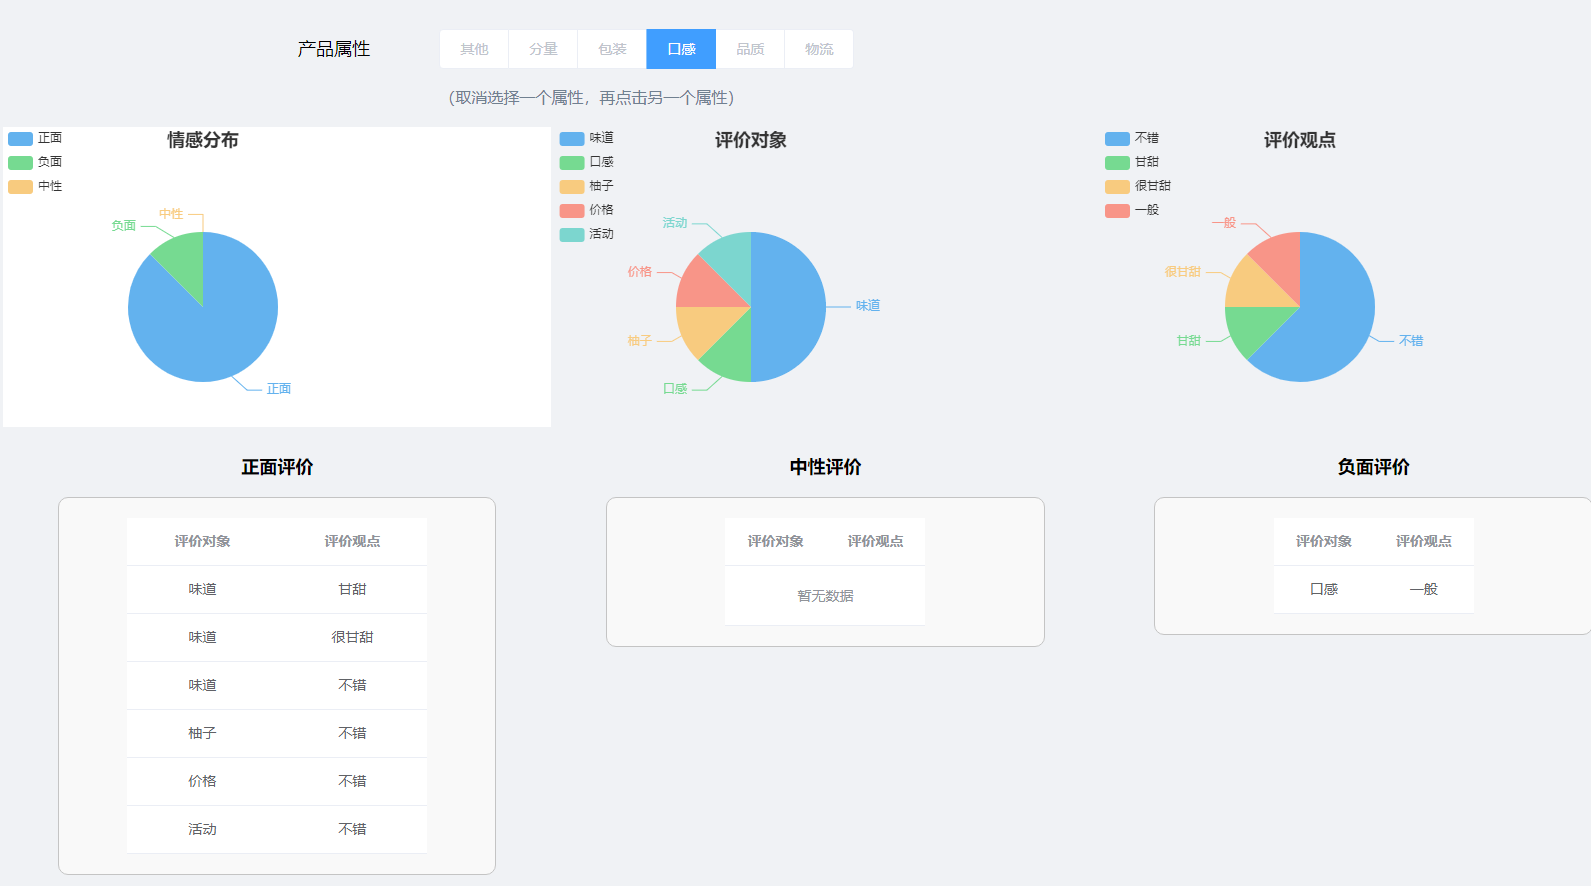 产品属性 其他 分量 包装 口感 品质 物流
（取消选择一个属性，再点击另一个属性）
情感分布
正面
负面
中性
中性
负面
正面
评价对象
味道
口感
柚子
价格
活动
活动
价格
味道
柚子
口感
评价观点
不错
甘甜
很甘甜
一般
一般
很甘甜
甘甜
不错
正面评价
评价对象 评价观点
味道 甘甜
味道 很甘甜
味道 不错
柚子 不错
价格 不错
活动 不错
中性评价
评价对象 评价观点
暂无数据
负面评价
评价对象 评价观点
口感 一般